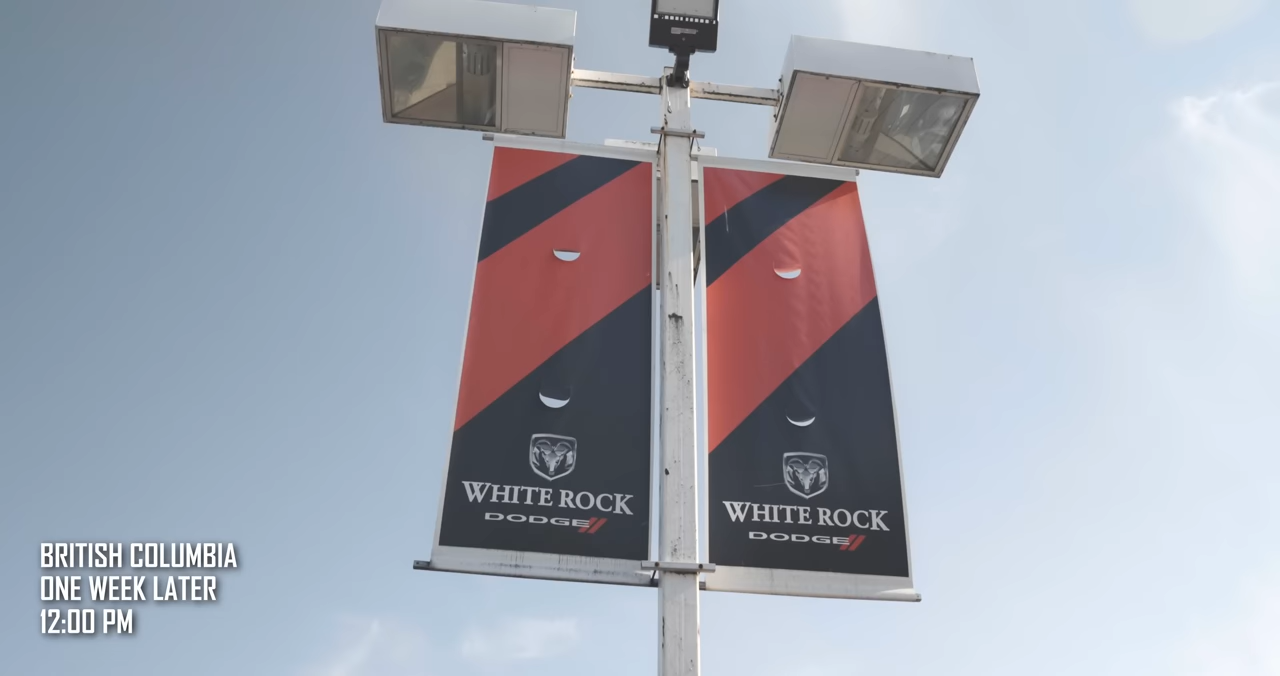 WHITE ROCK
DODGE
WHITE ROCK
DODGE
BRITISH COLUMBIA
ONE WEEK LATER
12:00 PM